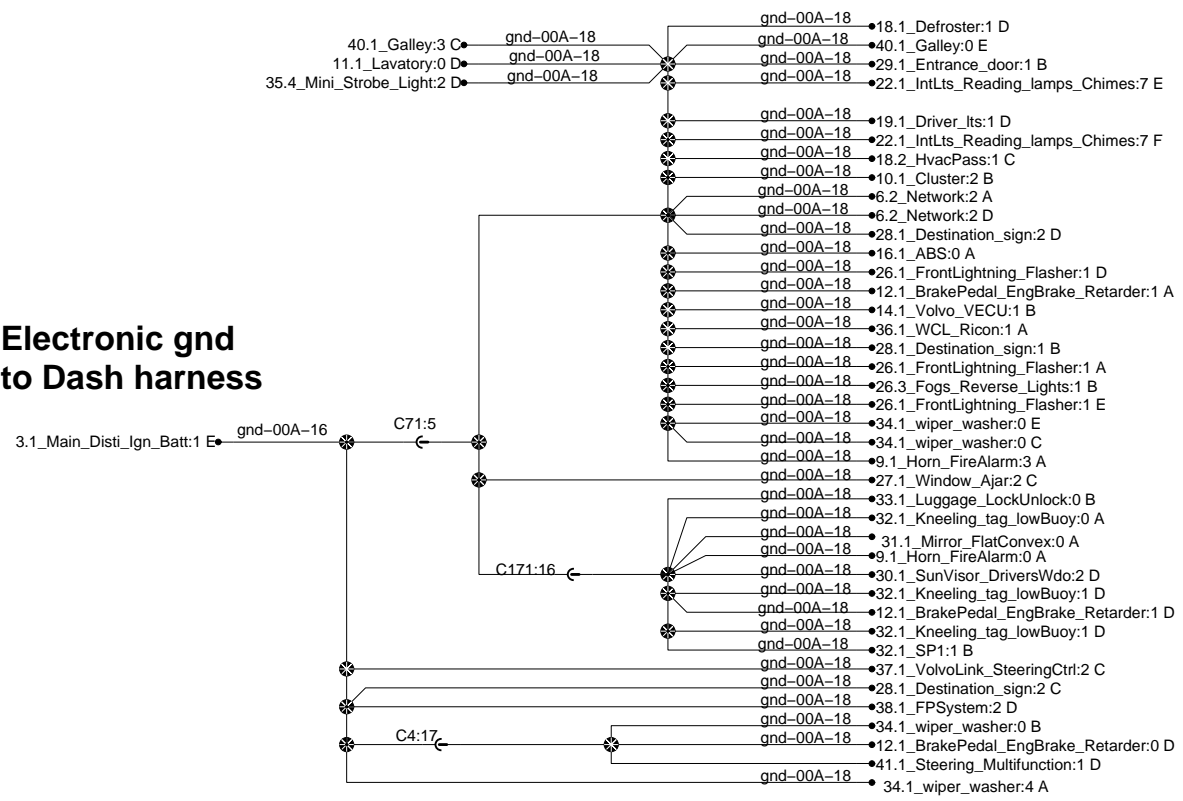 gnd−00A−18
18.1_Defroster:1 D
40.1_Galley:3 C
gnd−00A−18
gnd−00A−18
40.1_Galley:0 E
11.1_Lavatory:0 D
gnd−00A−18
gnd−00A−18
29.1_Entrance_door:1 B
35.4_Mini_Strobe_Light:2 D
gnd−00A−18
gnd−00A−18
22.1_IntLts_Reading_lamps_Chimes:7 E
gnd−00A−18
19.1_Driver_lts:1 D
gnd−00A−18
22.1_IntLts_Reading_lamps_Chimes:7 F
gnd−00A−18
18.2_HvacPass:1 C
gnd−00A−18
10.1_Cluster:2 B
gnd−00A−18
6.2_Network:2 A
gnd−00A−18
6.2_Network:2 D
gnd−00A−18
28.1_Destination_sign:2 D
gnd−00A−18
16.1_ABS:0 A
gnd−00A−18
26.1_FrontLightning_Flasher:1 D
gnd−00A−18
12.1_BrakePedal_EngBrake_Retarder:1 A
gnd−00A−18
14.1_Volvo_VECU:1 B
gnd−00A−18
36.1_WCL_Ricon:1 A
gnd−00A−18
28.1_Destination_sign:1 B
gnd−00A−18
26.1_FrontLightning_Flasher:1 A
gnd−00A−18
26.3_Fogs_Reverse_Lights:1 B
gnd−00A−18
26.1_FrontLightning_Flasher:1 E
gnd−00A−18
34.1_wiper_washer:0 E
Electronic gnd
to Dash harness
3.1_Main_Disti_Ign_Batt:1 E
gnd−00A−16
C71:5
gnd−00A−18
34.1_wiper_washer:0 C
gnd−00A−18
9.1_Horn_FireAlarm:3 A
gnd−00A−18
27.1_Window_Ajar:2 C
gnd−00A−18
33.1_Luggage_LockUnlock:0 B
gnd−00A−18
32.1_Kneeling_tag_lowBuoy:0 A
gnd−00A−18
31.1_Mirror_FlatConvex:0 A
gnd−00A−18
9.1_Horn_FireAlarm:0 A
C171:16
gnd−00A−18
30.1_SunVisor_DriversWdo:2 D
gnd−00A−18
32.1_Kneeling_tag_lowBuoy:1 D
gnd−00A−18
12.1_BrakePedal_EngBrake_Retarder:1 D
gnd−00A−18
32.1_Kneeling_tag_lowBuoy:1 D
gnd−00A−18
32.1_SP1:1 B
gnd−00A−18
37.1_VolvoLink_SteeringCtrl:2 C
gnd−00A−18
28.1_Destination_sign:2 C
gnd−00A−18
38.1_FPSystem:2 D
gnd−00A−18
34.1_wiper_washer:0 B
C4:17
gnd−00A−18
12.1_BrakePedal_EngBrake_Retarder:0 D
41.1_Steering_Multifunction:1 D
gnd−00A−18
34.1_wiper_washer:4 A